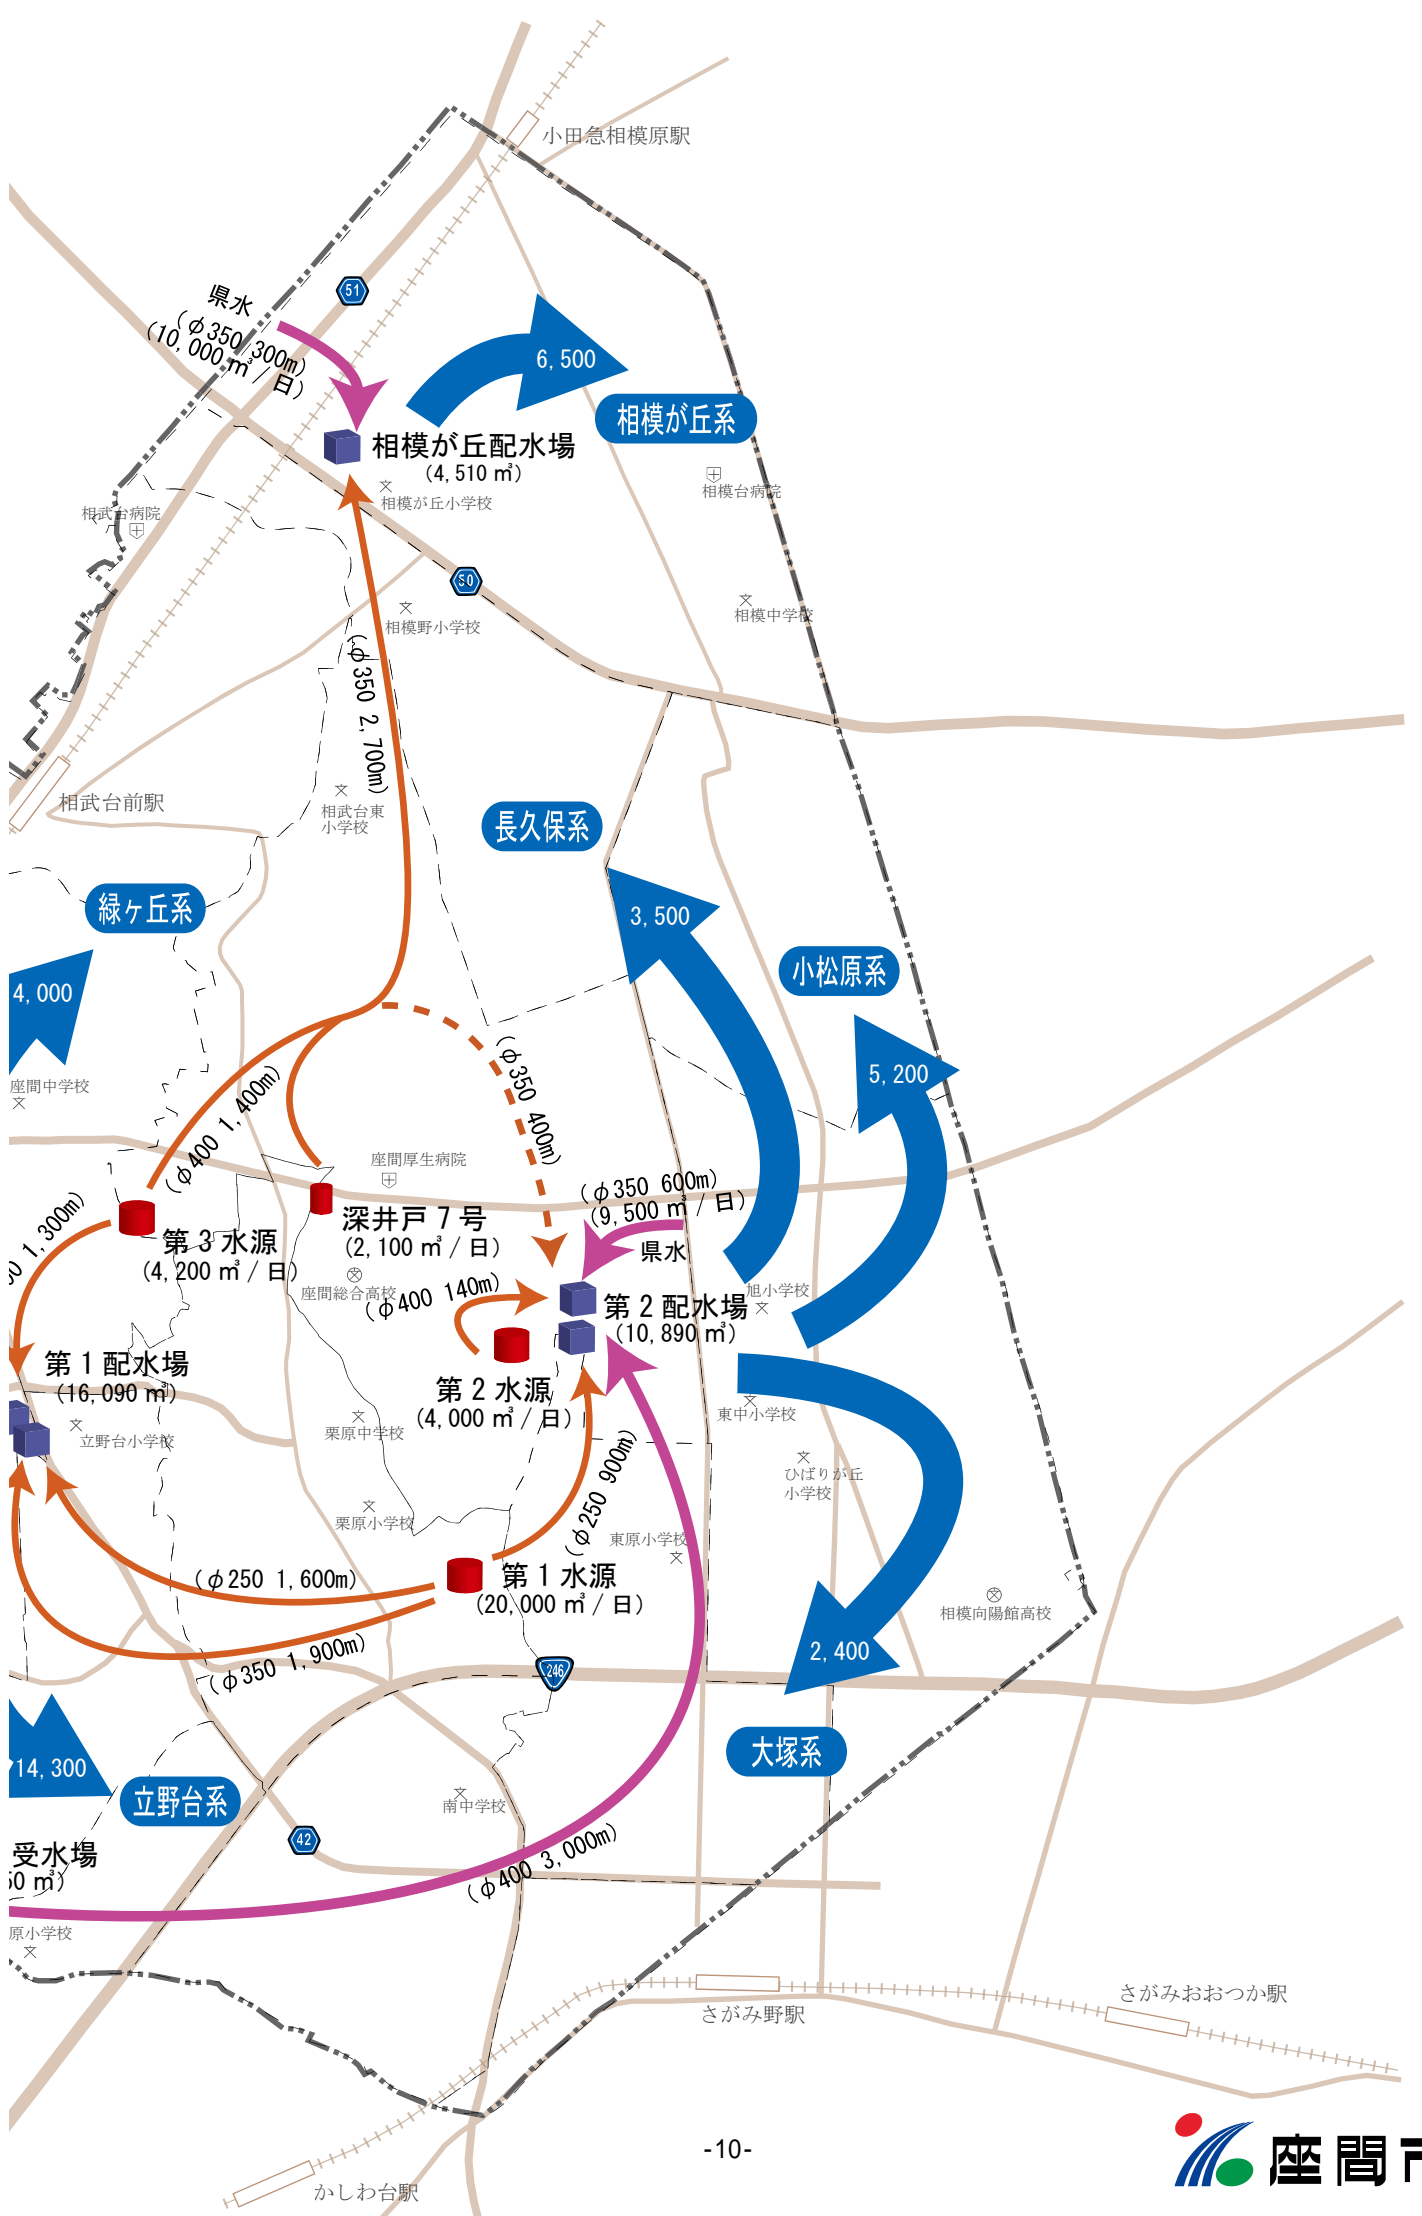 小田急相模原駅
51
県水
(φ350 300m)
(10,000㎥/日)
6,500
相模が丘系
相模が丘配水場
(4,510㎥)
相模が丘小学校
相模台病院
相武台病院
50
相模野小学校
相模中学校
(φ350 2,700m)
相武台前駅
相武台東
小学校
長久保系
緑ヶ丘系
3,500
小松原系
4,000
5,200
座間中学校
(φ400 1,400m)
(φ350 400m)
座間厚生病院
(φ350 600m)
(9,500㎥/日)
県水
1,300m)
第3水源
(4,200㎥/日)
深井戸7号
(2,100㎥/日)
座間総合高校
(φ400 140m)
旭小学校
第2配水場
(10,890㎥)
第1配水場
(16,090㎥)
第2水源
(4,000㎥/日)
東中小学校
立野台小学校
栗原中学校
ひばりが丘
小学校
(φ250 900m)
栗原小学校
東原小学校
(φ250 1,600m)
第1水源
(20,000㎥/日)
相模向陽館高校
(φ350 1,900m)
246
2,400
大塚系
14,300
立野台系
南中学校
42
受水場
50㎥)
(φ400 3,000m)
原小学校
さがみおおつか駅
さがみ野駅
-10-
かしわ台駅
座間市